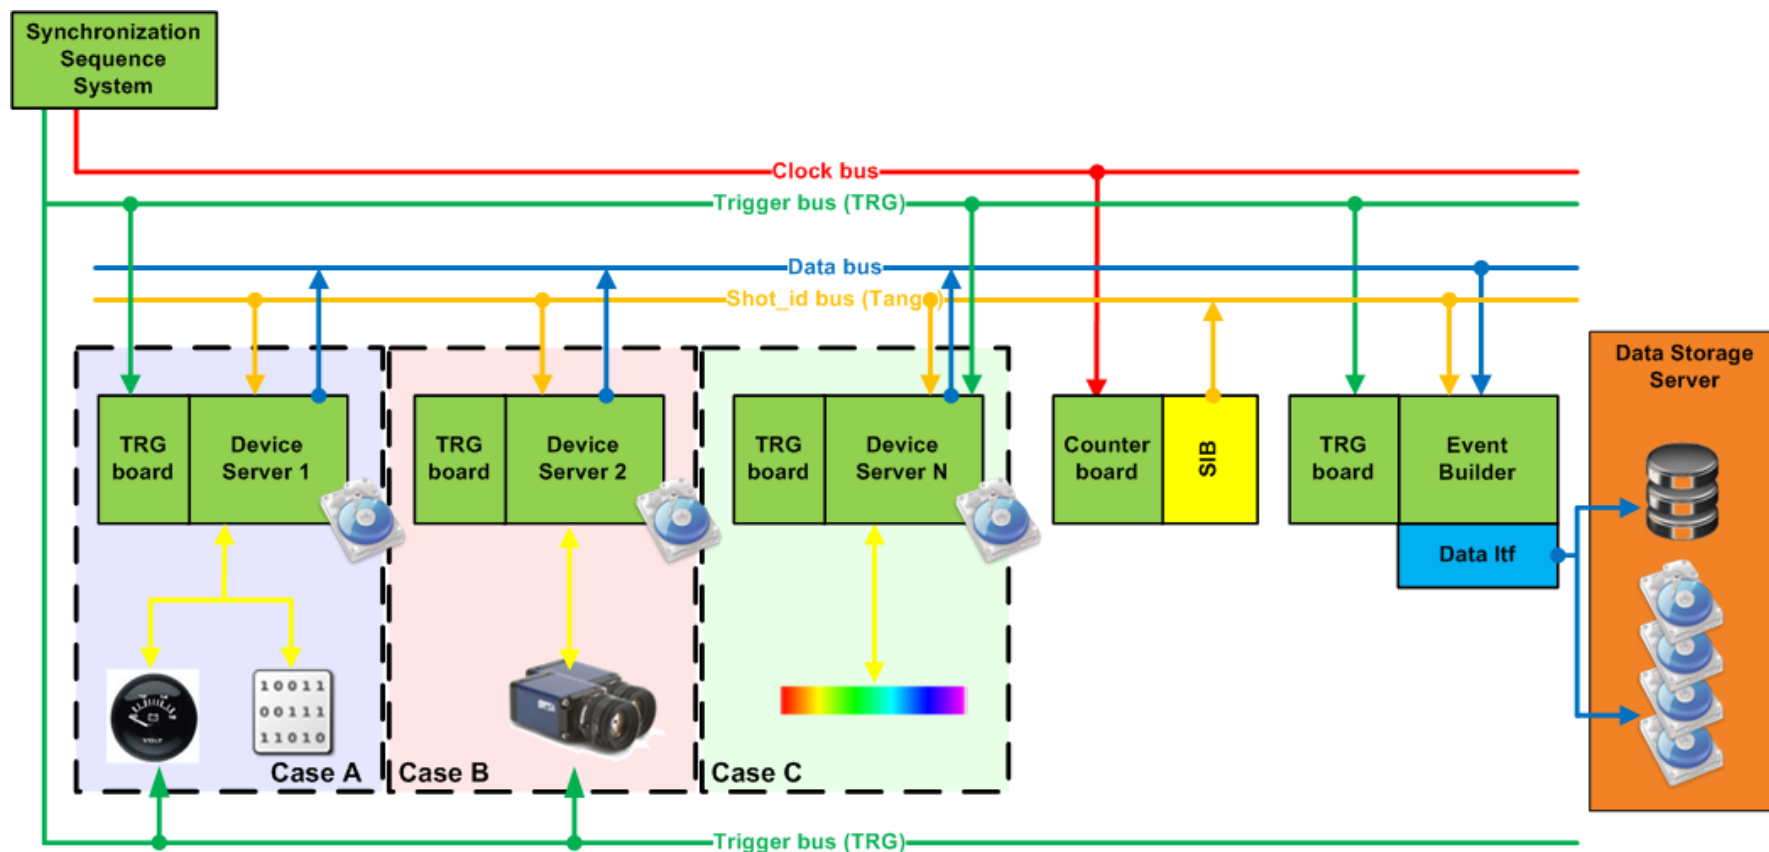 Synchronization
Sequence
System
Clock bus
Trigger bus (TRG)
Data bus
Shot_id bus (Tango)
Data Storage
Server
TRG
board
Device
Server 1
TRG
board
Device
Server 2
TRG
board
Device
Server N
Counter
board
SIB
TRG
board
Event
Builder
Data Itf
10011
00111
11010
VOLT
Case A
Case B
Case C
Trigger bus (TRG)